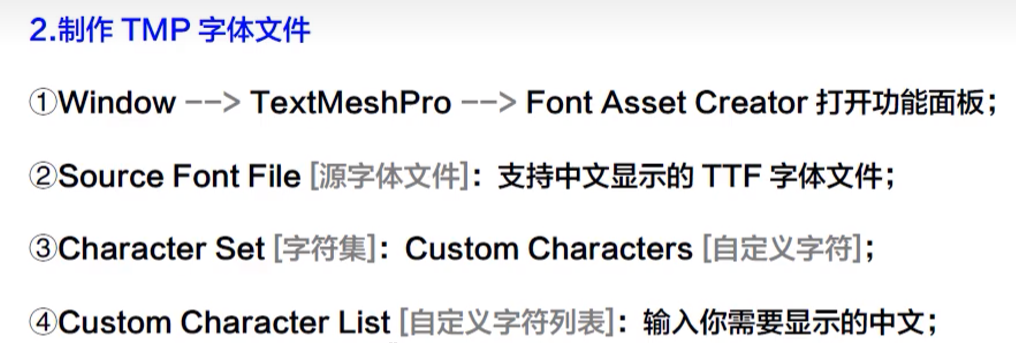 2.制作 TMP 字体文件
①Window --> TextMeshPro --> Font Asset Creator 打开功能面板；
②Source Font File [源字体文件]：支持中文显示的 TTF 字体文件；
③Character Set [字符集]：Custom Characters [自定义字符]；
④Custom Character List [自定义字符列表]：输入你需要显示的中文；